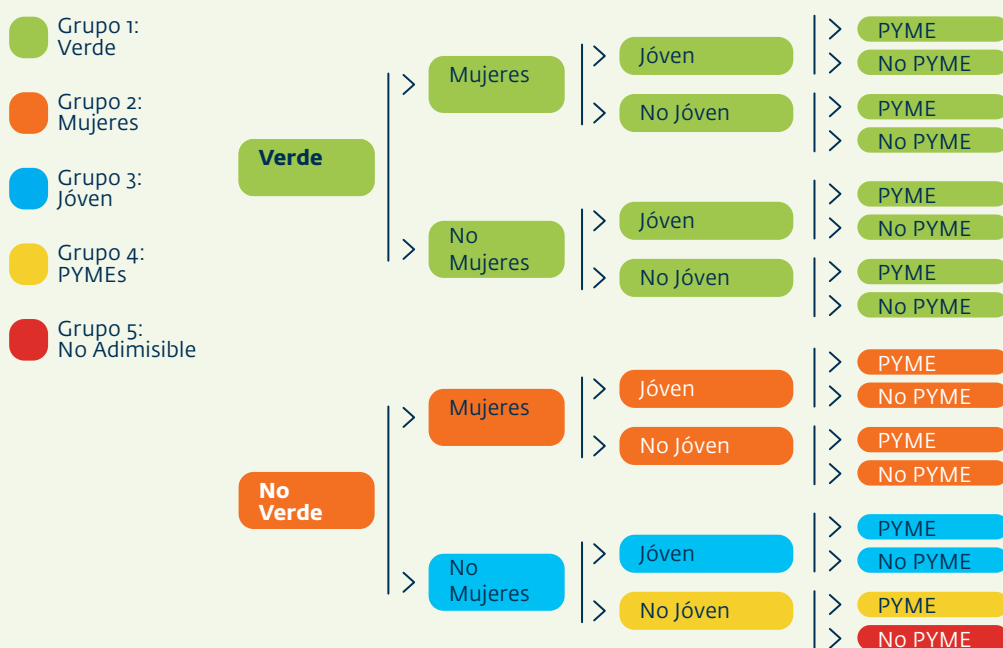 Grupo 1:
Verde
Grupo 2:
Mujeres
Grupo 3:
Jóven
Grupo 4:
PYMEs
Grupo 5:
No Adimisible
Verde
Mujeres
Jóven
PYME
No PYME
No Jóven
PYME
No PYME
No
Mujeres
Jóven
PYME
No PYME
No Jóven
PYME
No PYME
No
Verde
Mujeres
Jóven
PYME
No PYME
No Jóven
PYME
No PYME
No
Mujeres
Jóven
PYME
No PYME
No Jóven
PYME
No PYME